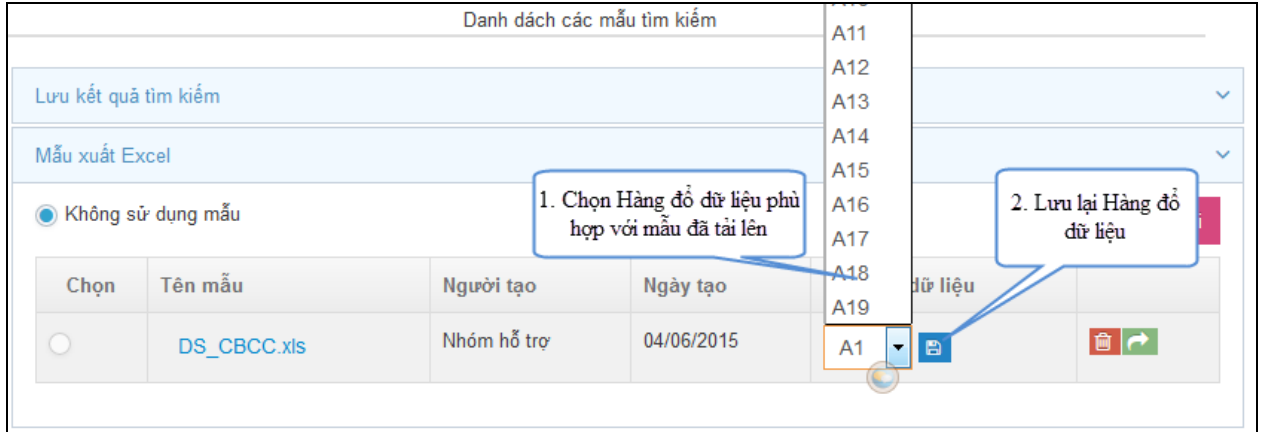 Danh dách các mẫu tìm kiếm
A11
A12
A13
A14
A15
A16
A17
A18
A19
Lưu kết quả tìm kiếm
Mẫu xuất Excel
Không sử dụng mẫu
1. Chọn Hàng đổ dữ liệu phù
hợp với mẫu đã tải lên
2. Lưu lại Hàng đổ
dữ liệu
Chọn Tên mẫu Người tạo Ngày tạo dữ liệu
DS_CBCC.xls Nhóm hỗ trợ 04/06/2015 A1